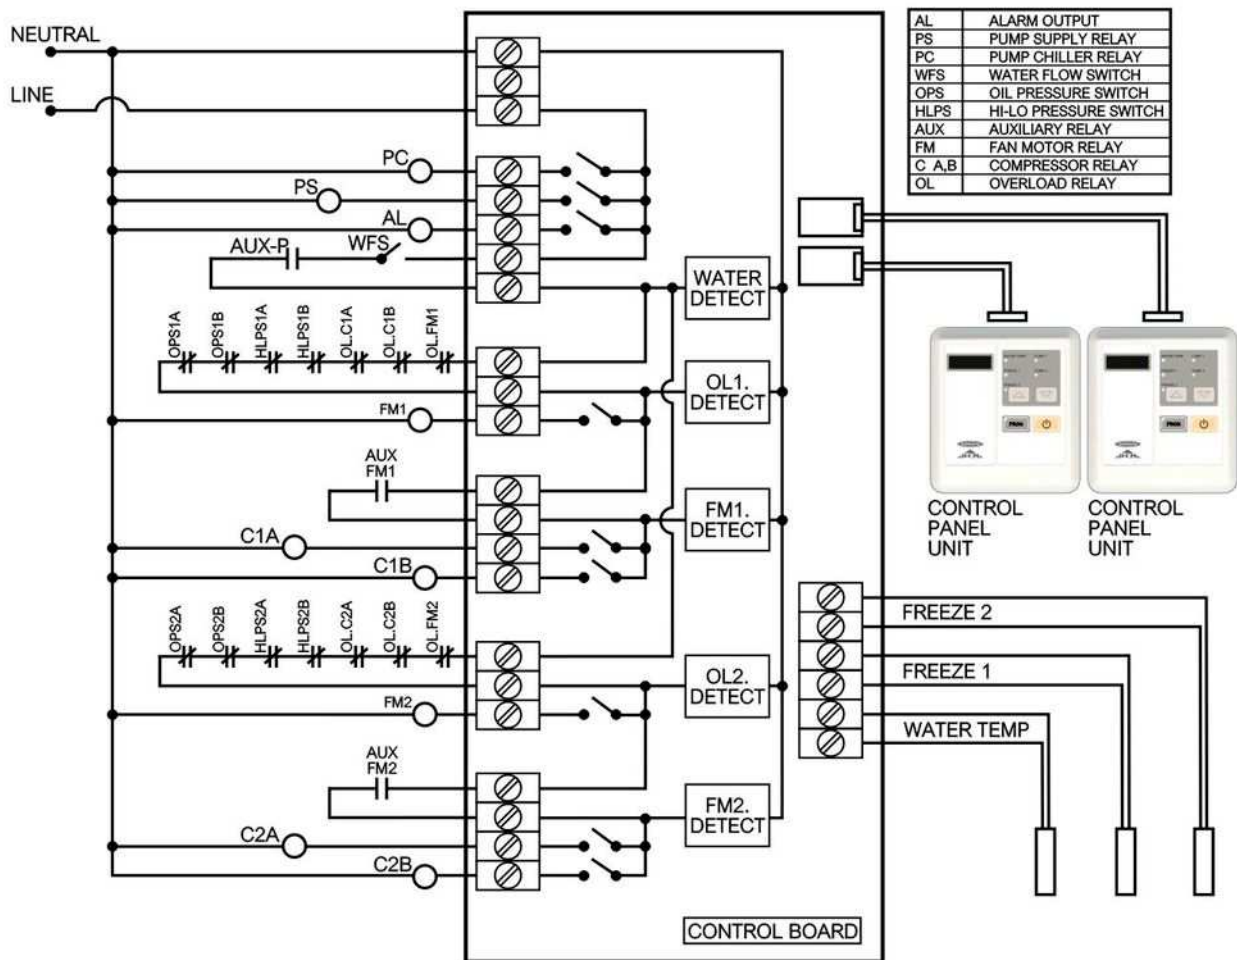 NEUTRAL
LINE
PC
PS
AL
AUX-P
WFS
OPS1A
OPS1B
HLPS1A
HLPS1B
OL.C1A
OL.C1B
OL.FM1
FM1
AUX
FM1
C1A
C1B
OPS2A
OPS2B
HLPS2A
HLPS2B
OL.C2A
OL.C2B
OL.FM2
FM2
AUX
FM2
C2A
C2B
WATER
DETECT
OL1.
DETECT
FM1.
DETECT
OL2.
DETECT
FM2.
DETECT
CONTROL BOARD
AL ALARM OUTPUT
PS PUMP SUPPLY RELAY
PC PUMP CHILLER RELAY
WFS WATER FLOW SWITCH
OPS OIL PRESSURE SWITCH
HLPS HI-LO PRESSURE SWITCH
AUX AUXILIARY RELAY
FM FAN MOTOR RELAY
C A,B COMPRESSOR RELAY
OL OVERLOAD RELAY
CONTROL
PANEL
UNIT
CONTROL
PANEL
UNIT
FREEZE 2
FREEZE 1
WATER TEMP